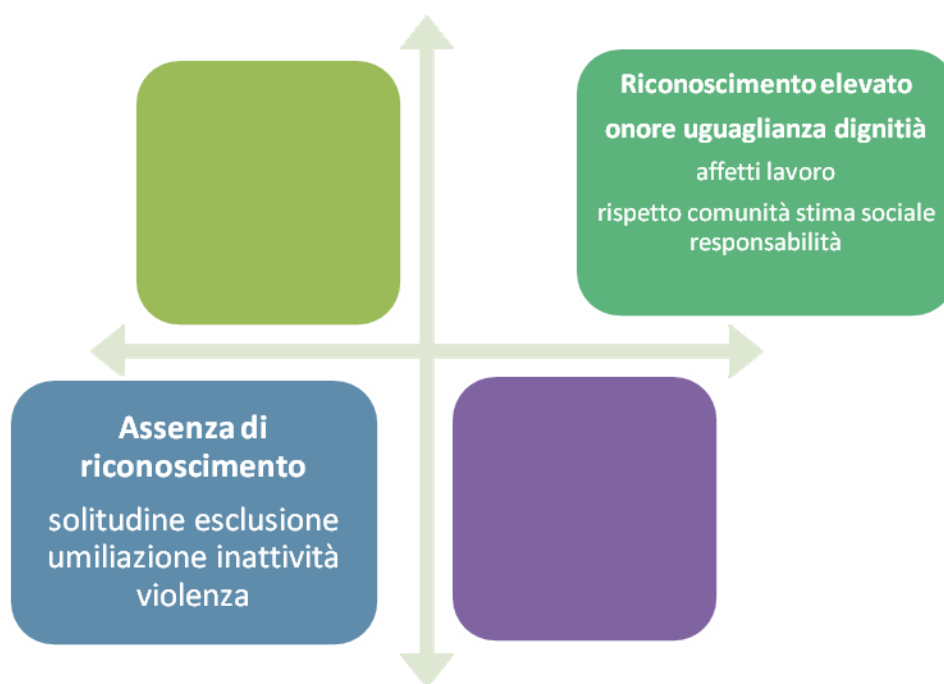 Riconoscimento elevato
onore uguaglianza dignitià
affetti lavoro
rispetto comunità stima sociale
responsabilità
Assenza di
riconoscimento
solitudine esclusione
umiliazione inattività
violenza